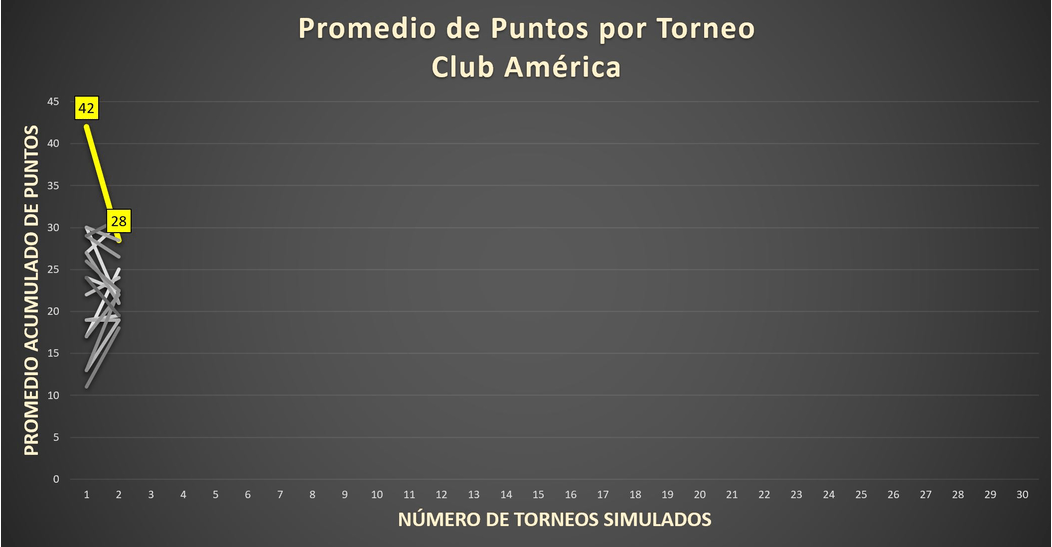 Promedio de Puntos por Torneo
Club América
PROMEDIO ACUMULADO DE PUNTOS
45
40
35
30
25
20
15
10
5
0
42
28
1 2 3 4 5 6 7 8 9 10 11 12 13 14 15 16 17 18 19 20 21 22 23 24 25 26 27 28 29 30
NÚMERO DE TORNEOS SIMULADOS